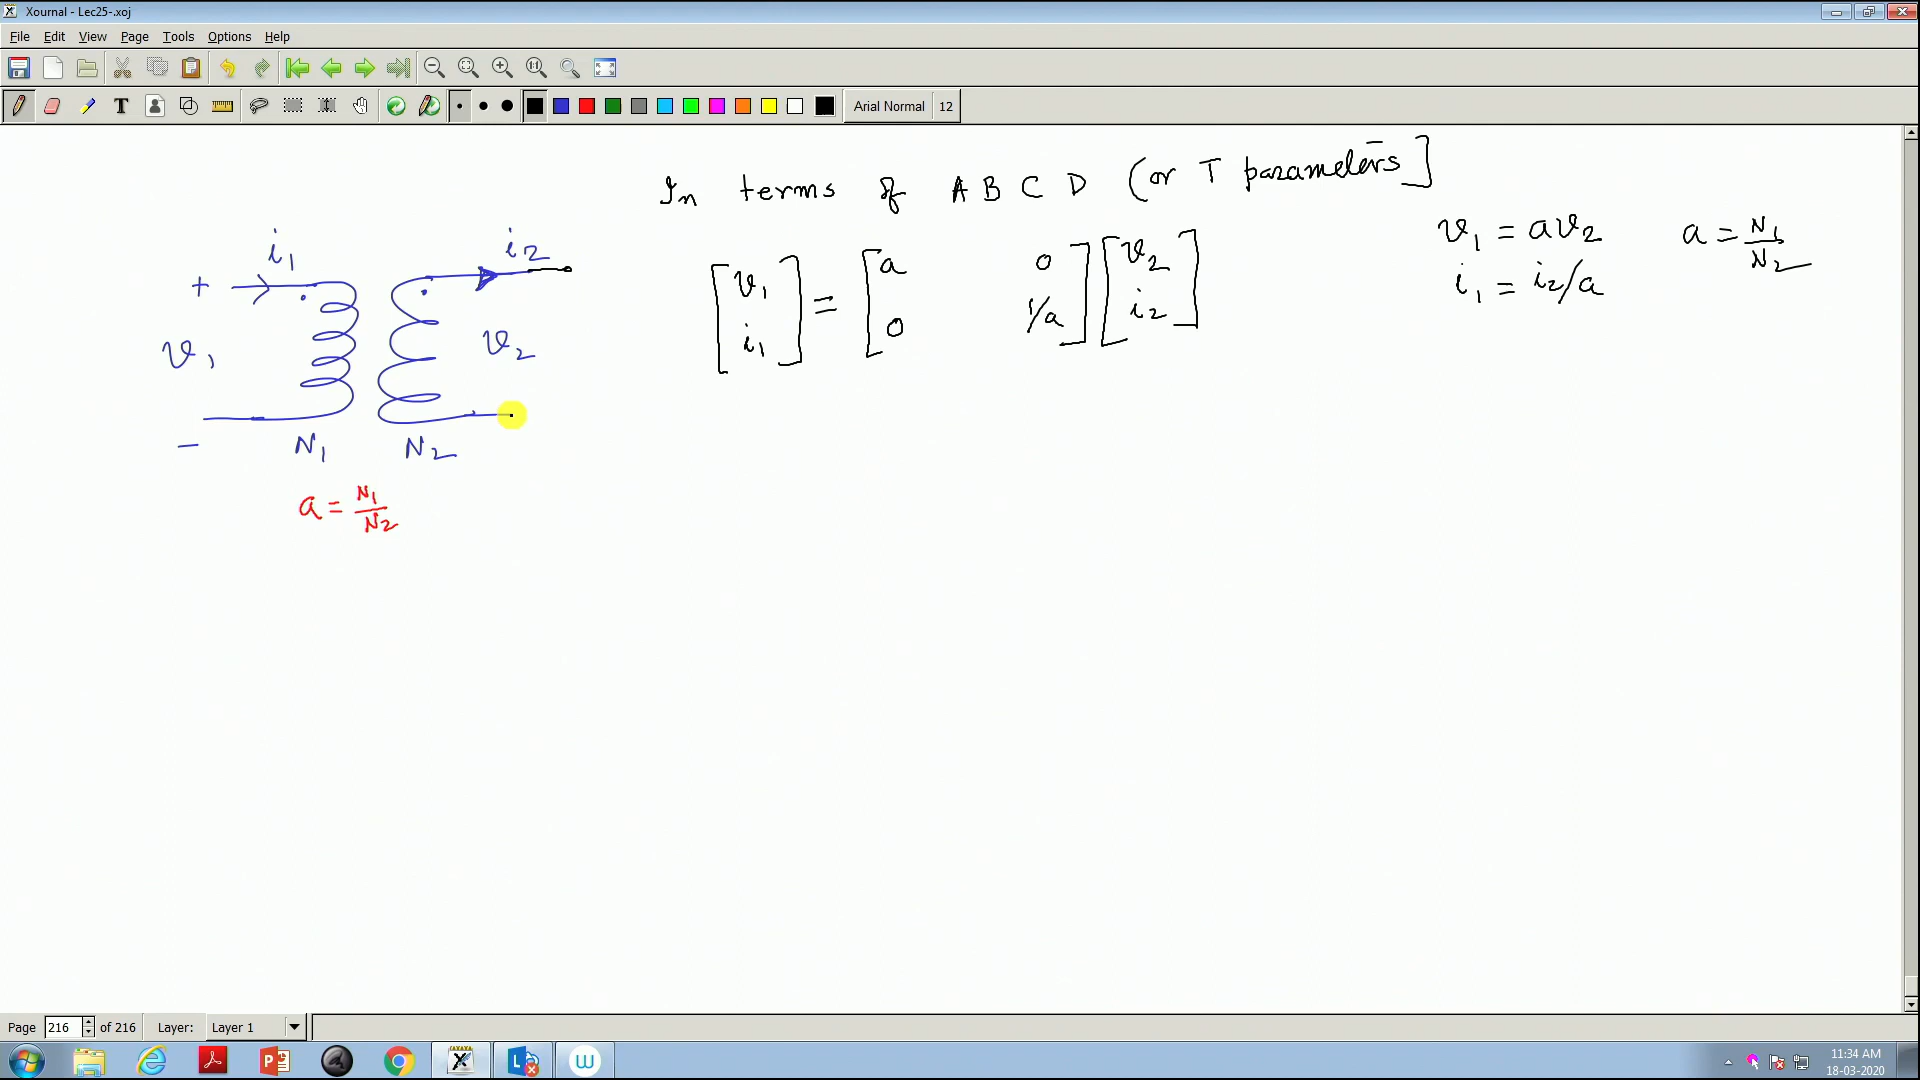 Xournal - Lec25-.xoj
File Edit View Page Tools Options Help
Arial Normal 12
In terms of A B C D (or T parameters]
i1 i2
+
v1 v2
-
N1 N2
a = N1/N2
[v1 i1] = [a 0 0 1/a] [v2 i2]
v1 = av2 a = N1/N2
i1 = i2/a
Page 216 of 216 Layer: Layer 1
11:34 AM
18-03-2020